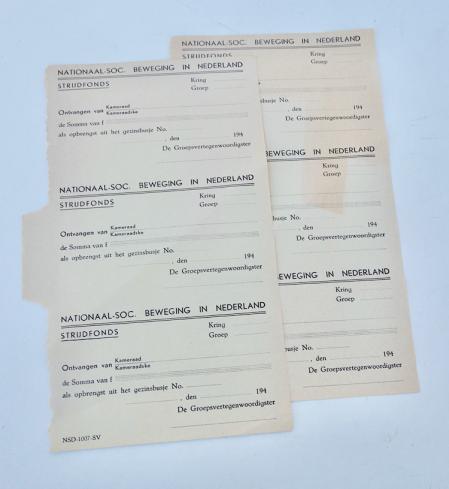 NATIONAAL-SOC. BEWEGING IN NEDERLAND
STRIJDFONDS
Kring
Groep
Ontvangen van Kameraad
Kameraadske
de Somma van f
als opbrengst uit het gezinsbusje No.
, den 194
De Groepsvertegenwoordigster
NATIONAAL-SOC. BEWEGING IN NEDERLAND
STRIJDFONDS
Kring
Groep
Ontvangen van Kameraad
Kameraadske
de Somma van f
als opbrengst uit het gezinsbusje No.
, den 194
De Groepsvertegenwoordigster
NATIONAAL-SOC. BEWEGING IN NEDERLAND
STRIJDFONDS
Kring
Groep
Ontvangen van Kameraad
Kameraadske
de Somma van f
als opbrengst uit het gezinsbusje No.
, den 194
De Groepsvertegenwoordigster
NSD-1007-SV
NATIONAAL-SOC. BEWEGING IN NEDERLAND
STRIJDFONDS
Kring
Groep
nsbusje No.
, den 194
De Groepsvertegenwoordigster
BEWEGING IN NEDERLAND
Kring
Groep
busje No.
, den 194
De Groepsvertegenwoordigster
BEWEGING IN NEDERLAND
Kring
Groep
busje No.
, den 194
De Groepsvertegenwoordigster